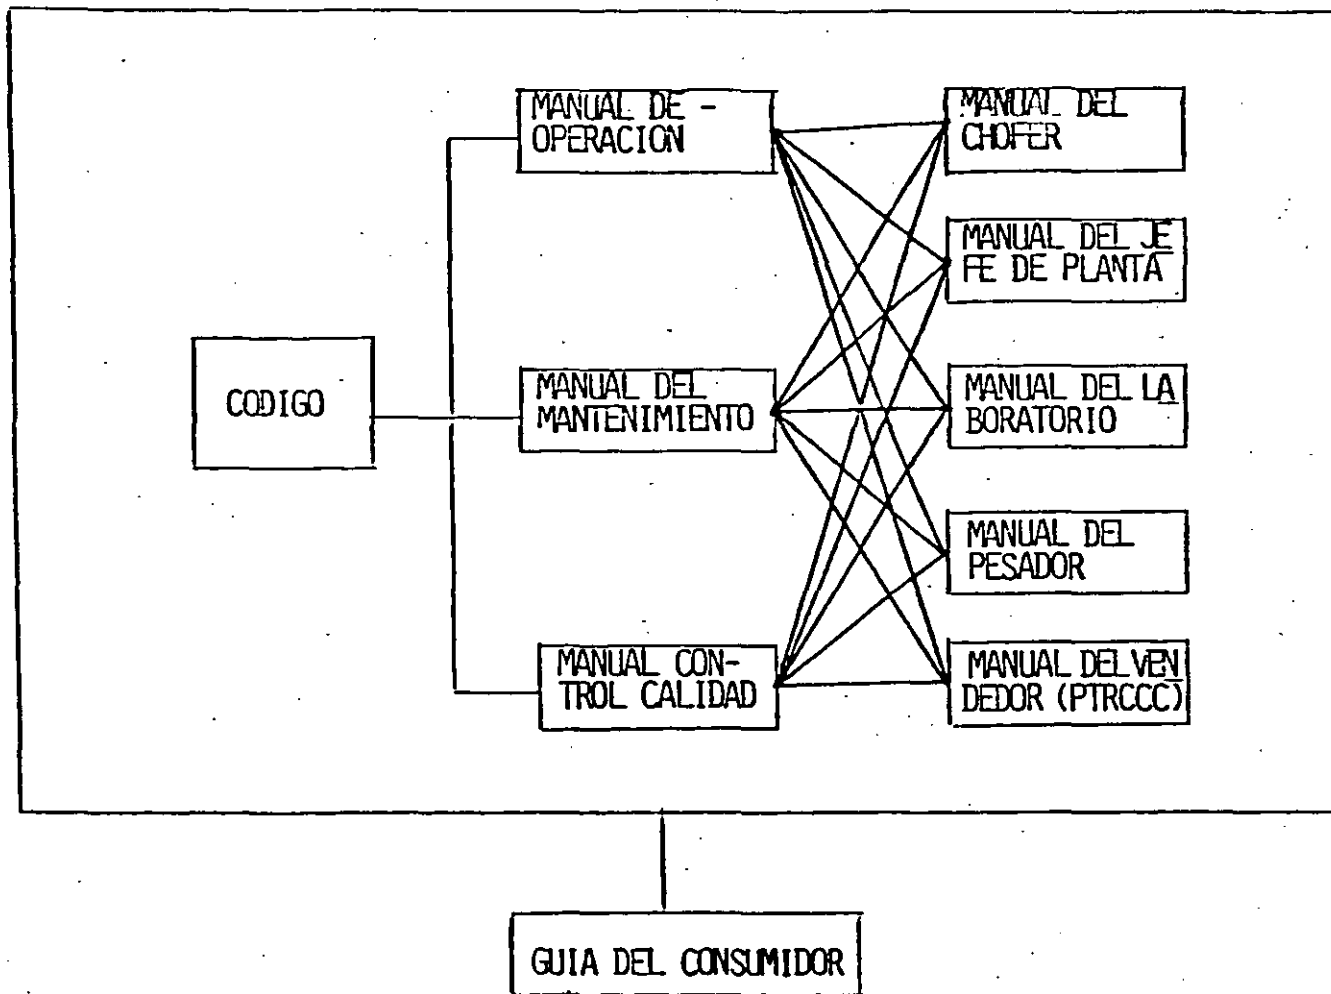 MANUAL DE -
OPERACION
MANUAL DEL
CHOFER
MANUAL DEL JE
FE DE PLANTA
CODIGO
MANUAL DEL
MANTENIMIENTO
MANUAL DEL LA
BORATORIO
MANUAL DEL
PESADOR
MANUAL CON-
TROL CALIDAD
MANUAL DEL VEN
DEDOR (PTRCCC)
GUIA DEL CONSUMIDOR